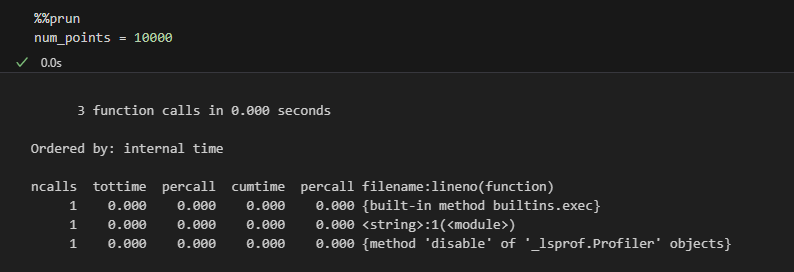 %%prun
num_points = 10000
0.0s
3 function calls in 0.000 seconds
Ordered by: internal time
ncalls tottime percall cumtime percall filename:lineno(function)
1 0.000 0.000 0.000 0.000 {built-in method builtins.exec}
1 0.000 0.000 0.000 0.000 <string>:1(<module>)
1 0.000 0.000 0.000 0.000 {method 'disable' of '_lsprof.Profiler' objects}